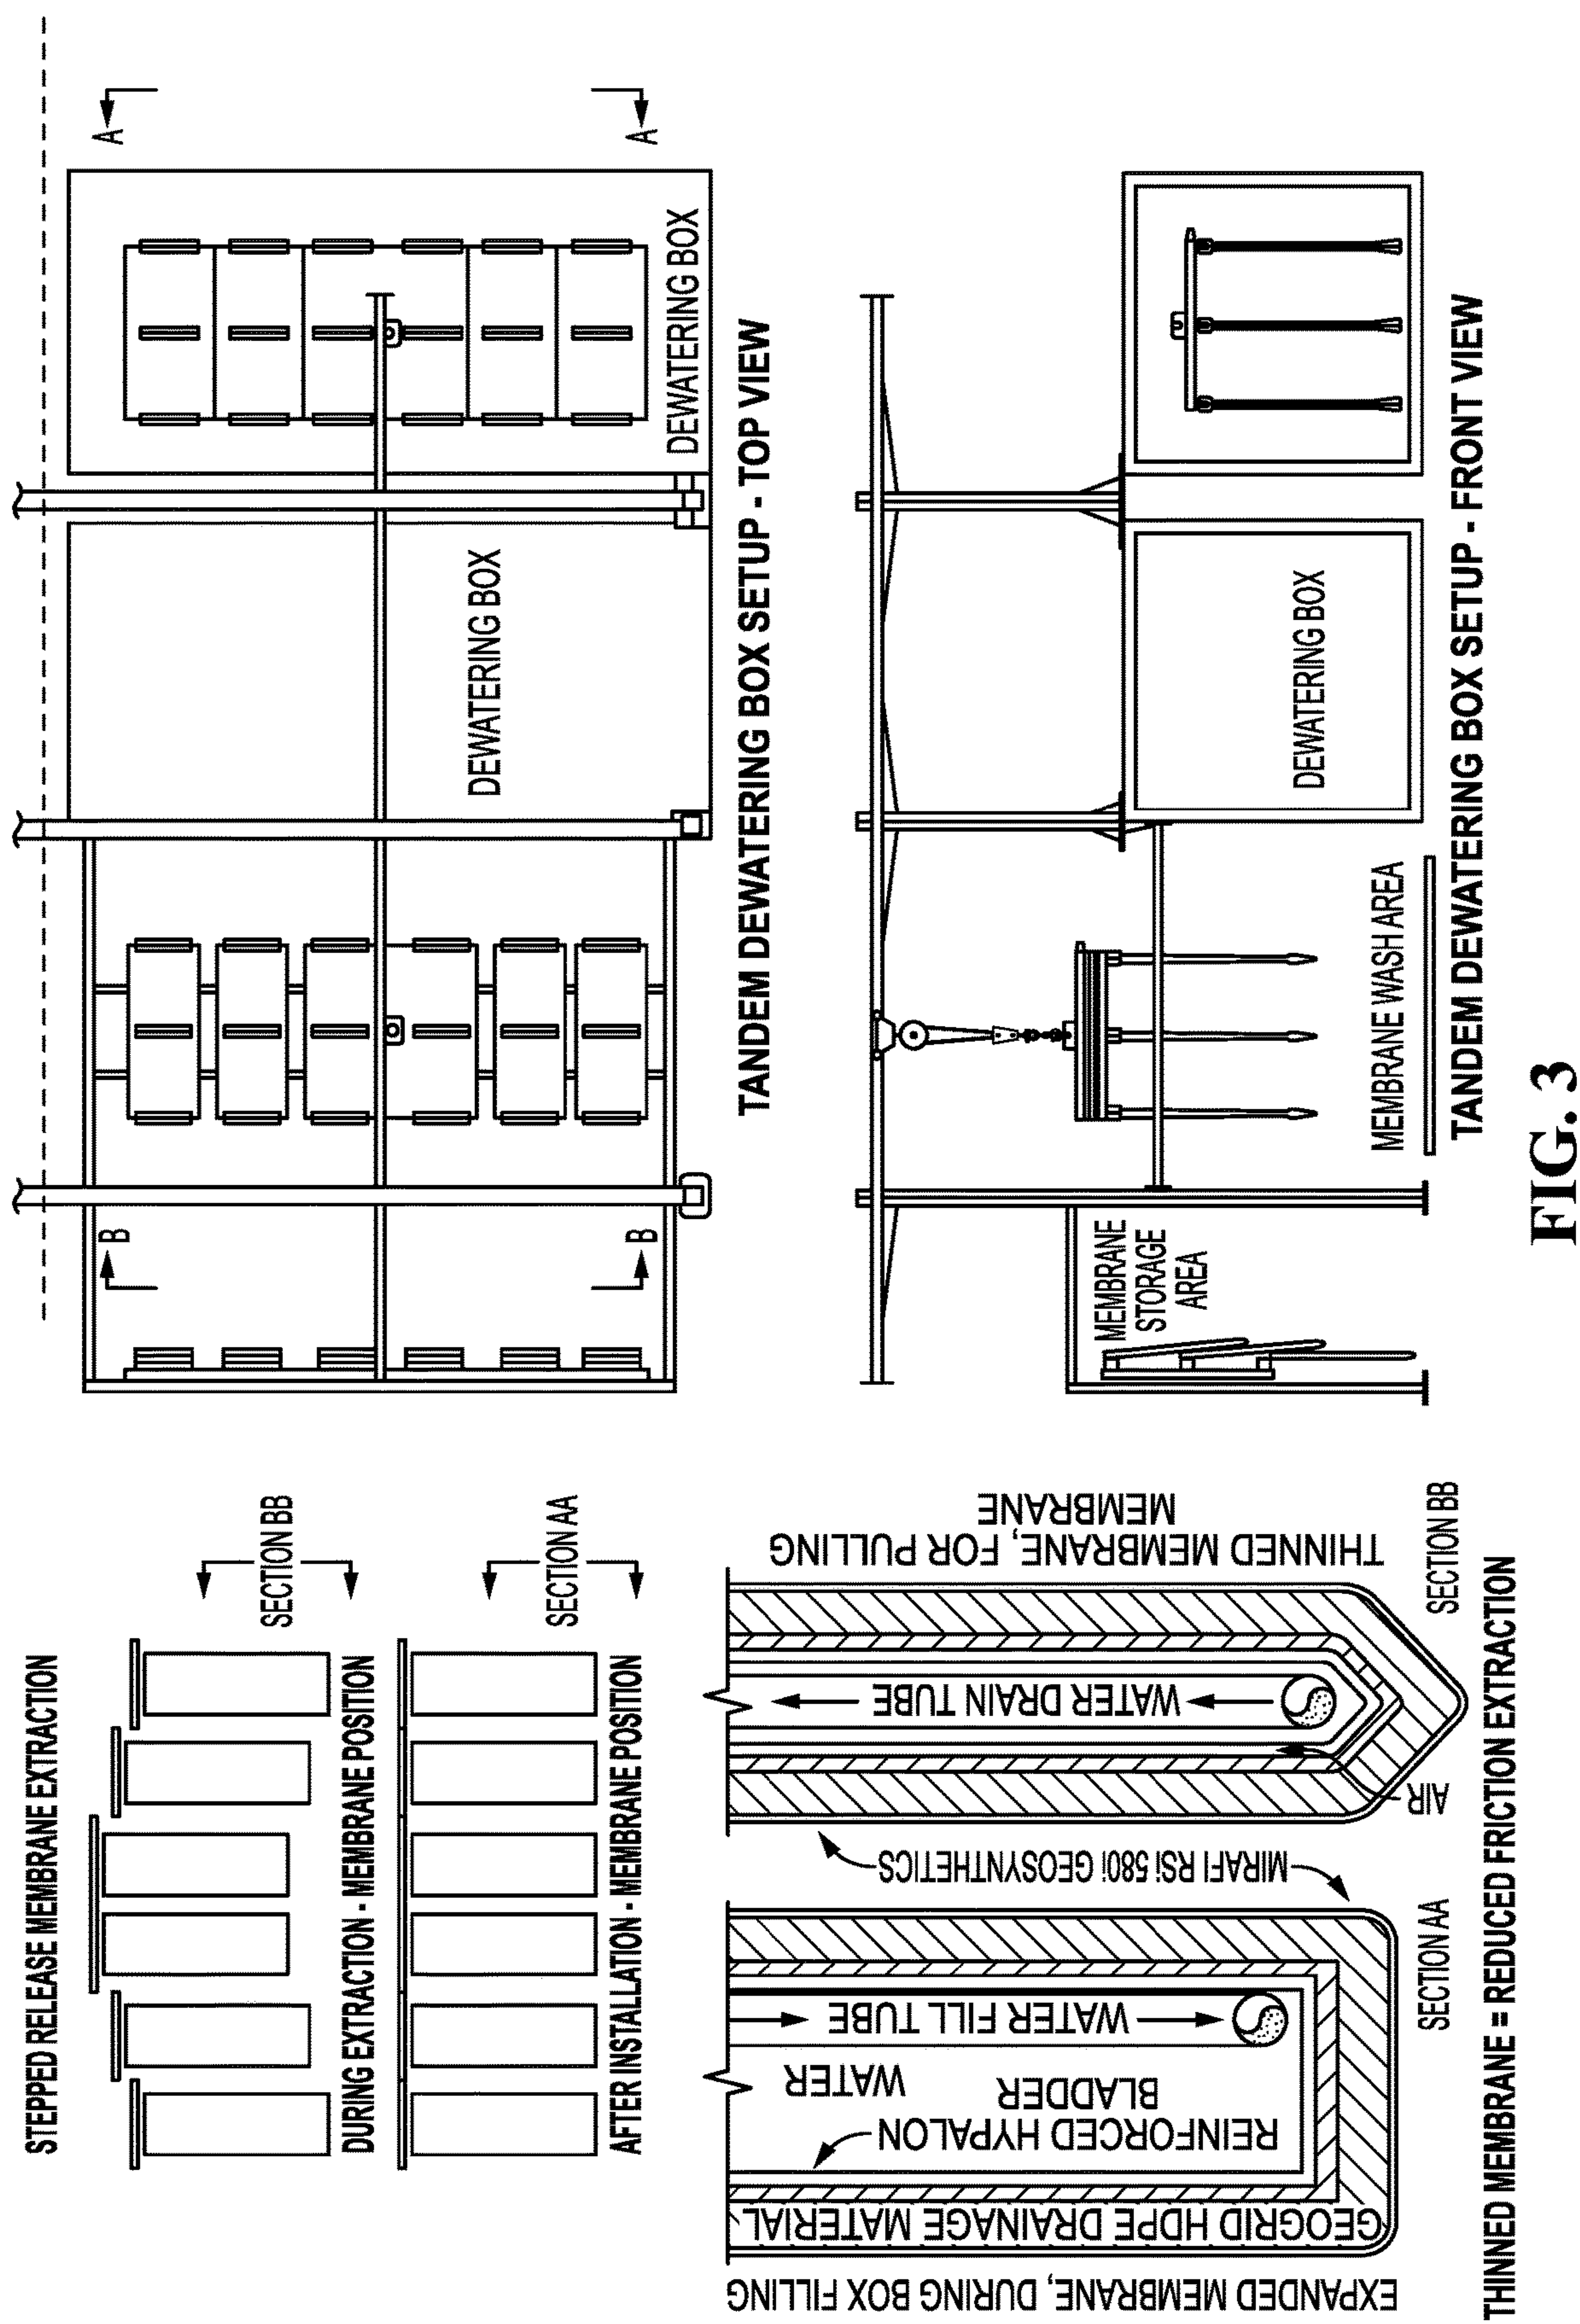 STEPPED RELEASE MEMBRANE EXTRACTION
SECTION BB
DURING EXTRACTION - MEMBRANE POSITION
SECTION AA
AFTER INSTALLATION - MEMBRANE POSITION
EXPANDED MEMBRANE, DURING BOX FILLING
GEOGRID HDPE DRAINAGE MATERIAL
REINFORCED HYPALON
BLADDER
WATER
WATER FILL TUBE
SECTION AA
MIRAFI RSi 580i GEOSYNTHETICS
AIR
WATER DRAIN TUBE
THINNED MEMBRANE, FOR PULLING
MEMBRANE
SECTION BB
THINNED MEMBRANE = REDUCED FRICTION EXTRACTION
B
B
A
A
DEWATERING BOX
DEWATERING BOX
TANDEM DEWATERING BOX SETUP - TOP VIEW
MEMBRANE
STORAGE
AREA
MEMBRANE WASH AREA
DEWATERING BOX
TANDEM DEWATERING BOX SETUP - FRONT VIEW
FIG. 3